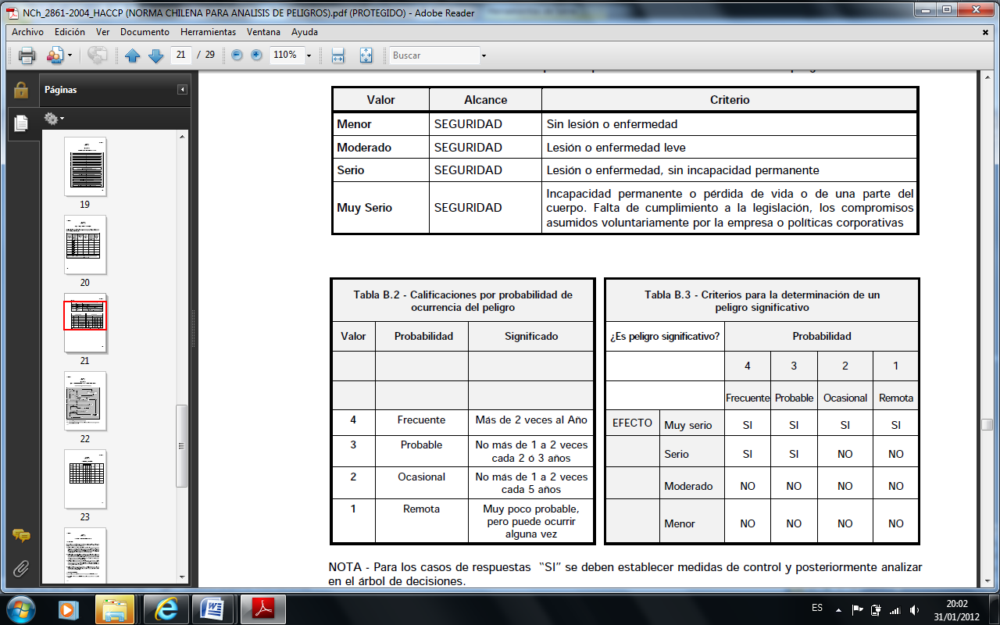 NCh_2861-2004_HACCP (NORMA CHILENA PARA ANALISIS DE PELIGROS).pdf (PROTEGIDO) - Adobe Reader
Archivo Edición Ver Documento Herramientas Ventana Ayuda
21 / 29 110% Buscar
Páginas
19
20
21
22
23
Valor Alcance Criterio
Menor SEGURIDAD Sin lesión o enfermedad
Moderado SEGURIDAD Lesión o enfermedad leve
Serio SEGURIDAD Lesión o enfermedad, sin incapacidad permanente
Muy Serio SEGURIDAD Incapacidad permanente o pérdida de vida o de una parte del
cuerpo. Falta de cumplimiento a la legislación, los compromisos
asumidos voluntariamente por la empresa o políticas corporativas
Tabla B.2 - Calificaciones por probabilidad de
ocurrencia del peligro
Valor Probabilidad Significado
4 Frecuente Más de 2 veces al Año
3 Probable No más de 1 a 2 veces
cada 2 ó 3 años
2 Ocasional No más de 1 a 2 veces
cada 5 años
1 Remota Muy poco probable,
pero puede ocurrir
alguna vez
Tabla B.3 - Criterios para la determinación de un
peligro significativo
¿Es peligro significativo? Probabilidad
4 3 2 1
Frecuente Probable Ocasional Remota
EFECTO Muy serio SI SI SI SI
Serio SI SI NO NO
Moderado NO NO NO NO
Menor NO NO NO NO
NOTA - Para los casos de respuestas “SI” se deben establecer medidas de control y posteriormente analizar
en el árbol de decisiones.
ES
20:02
31/01/2012